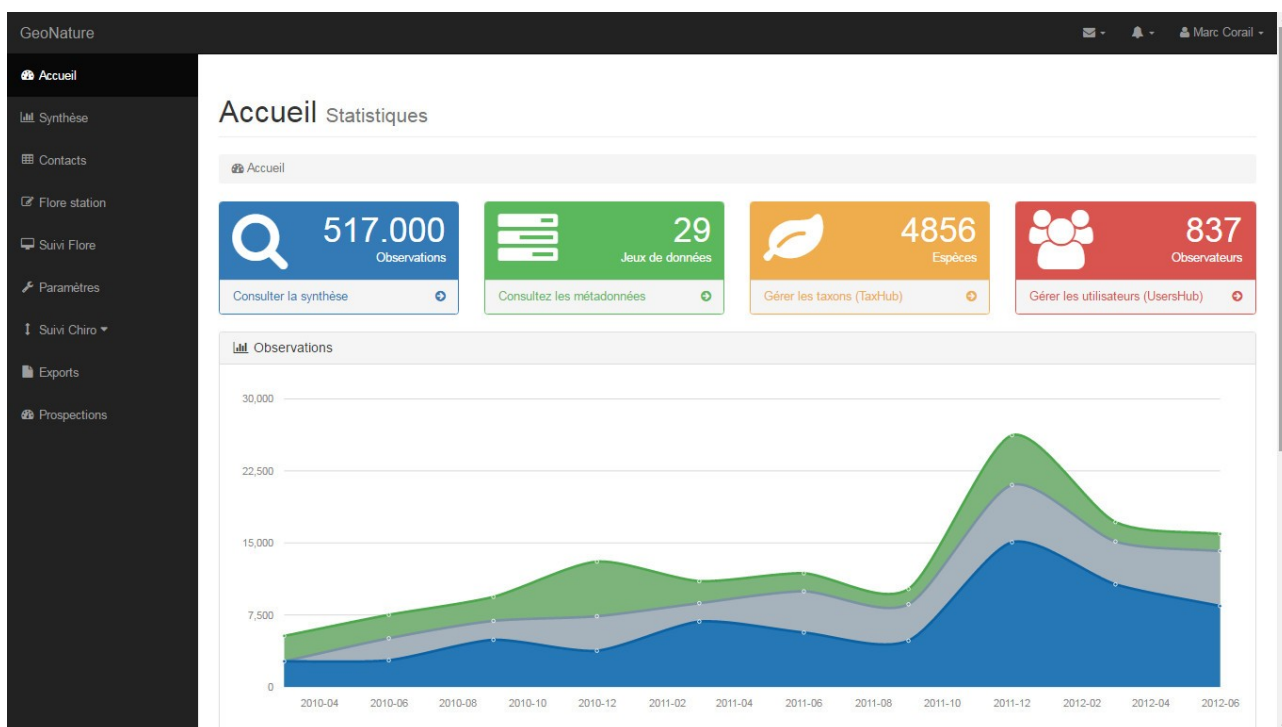 GeoNature
Marc Corail
Accueil
Synthèse
Contacts
Flore station
Suivi Flore
Paramètres
Suivi Chiro
Exports
Prospections
Accueil Statistiques
Accueil
517.000
Observations
Consulter la synthèse
29
Jeux de données
Consultez les métadonnées
4856
Espèces
Gérer les taxons (TaxHub)
837
Observateurs
Gérer les utilisateurs (UsersHub)
Observations
30,000
22,500
15,000
7,500
0
2010-04 2010-06 2010-08 2010-10 2010-12 2011-02 2011-04 2011-06 2011-08 2011-10 2011-12 2012-02 2012-04 2012-06